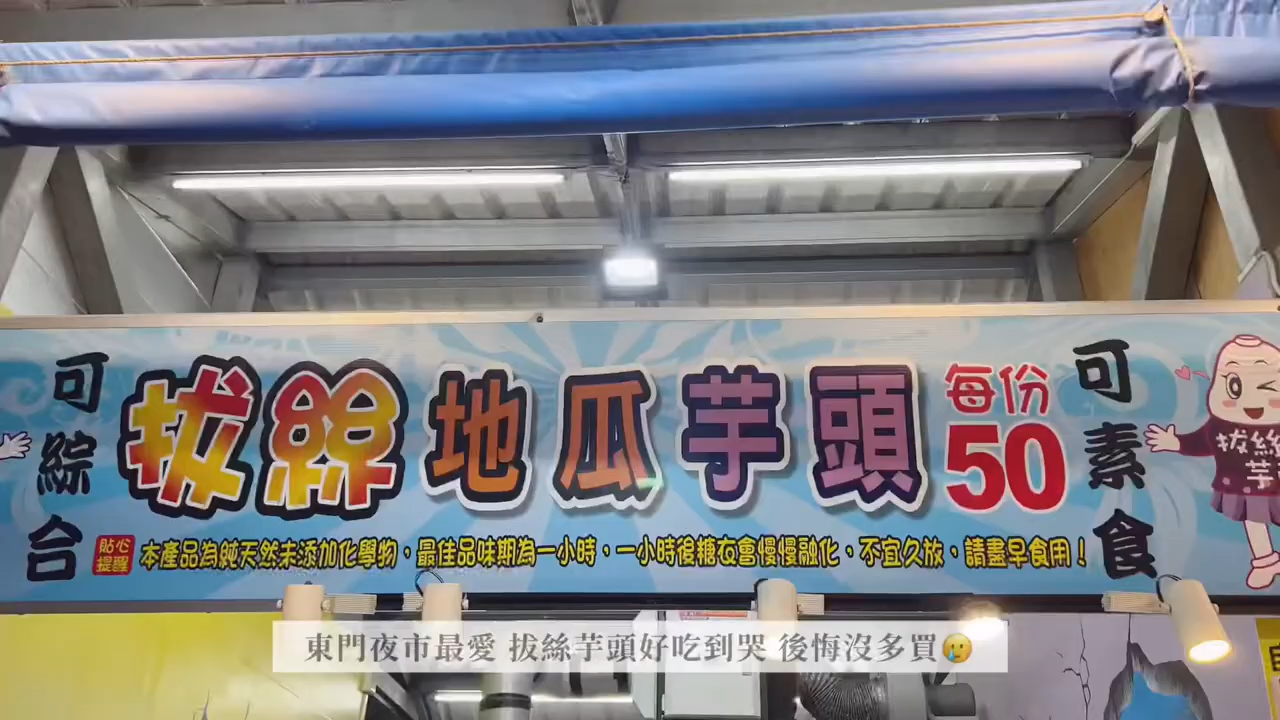 可綜合
拔絲地瓜芋頭
每份
50
可素食
拔絲
芋
貼心
提醒
本產品為純天然未添加化學物，最佳品味期為一小時，一小時後糖衣會慢慢融化，不宜久放，請盡早食用！
東門夜市最愛 拔絲芋頭好吃到哭 後悔沒多買🥲